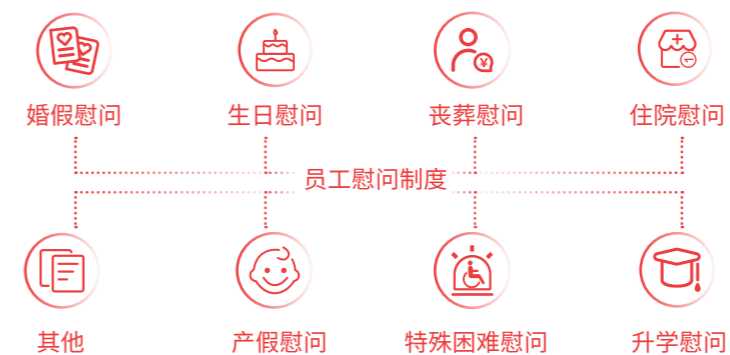 婚假慰问
生日慰问
丧葬慰问
住院慰问
员工慰问制度
其他
产假慰问
特殊困难慰问
升学慰问